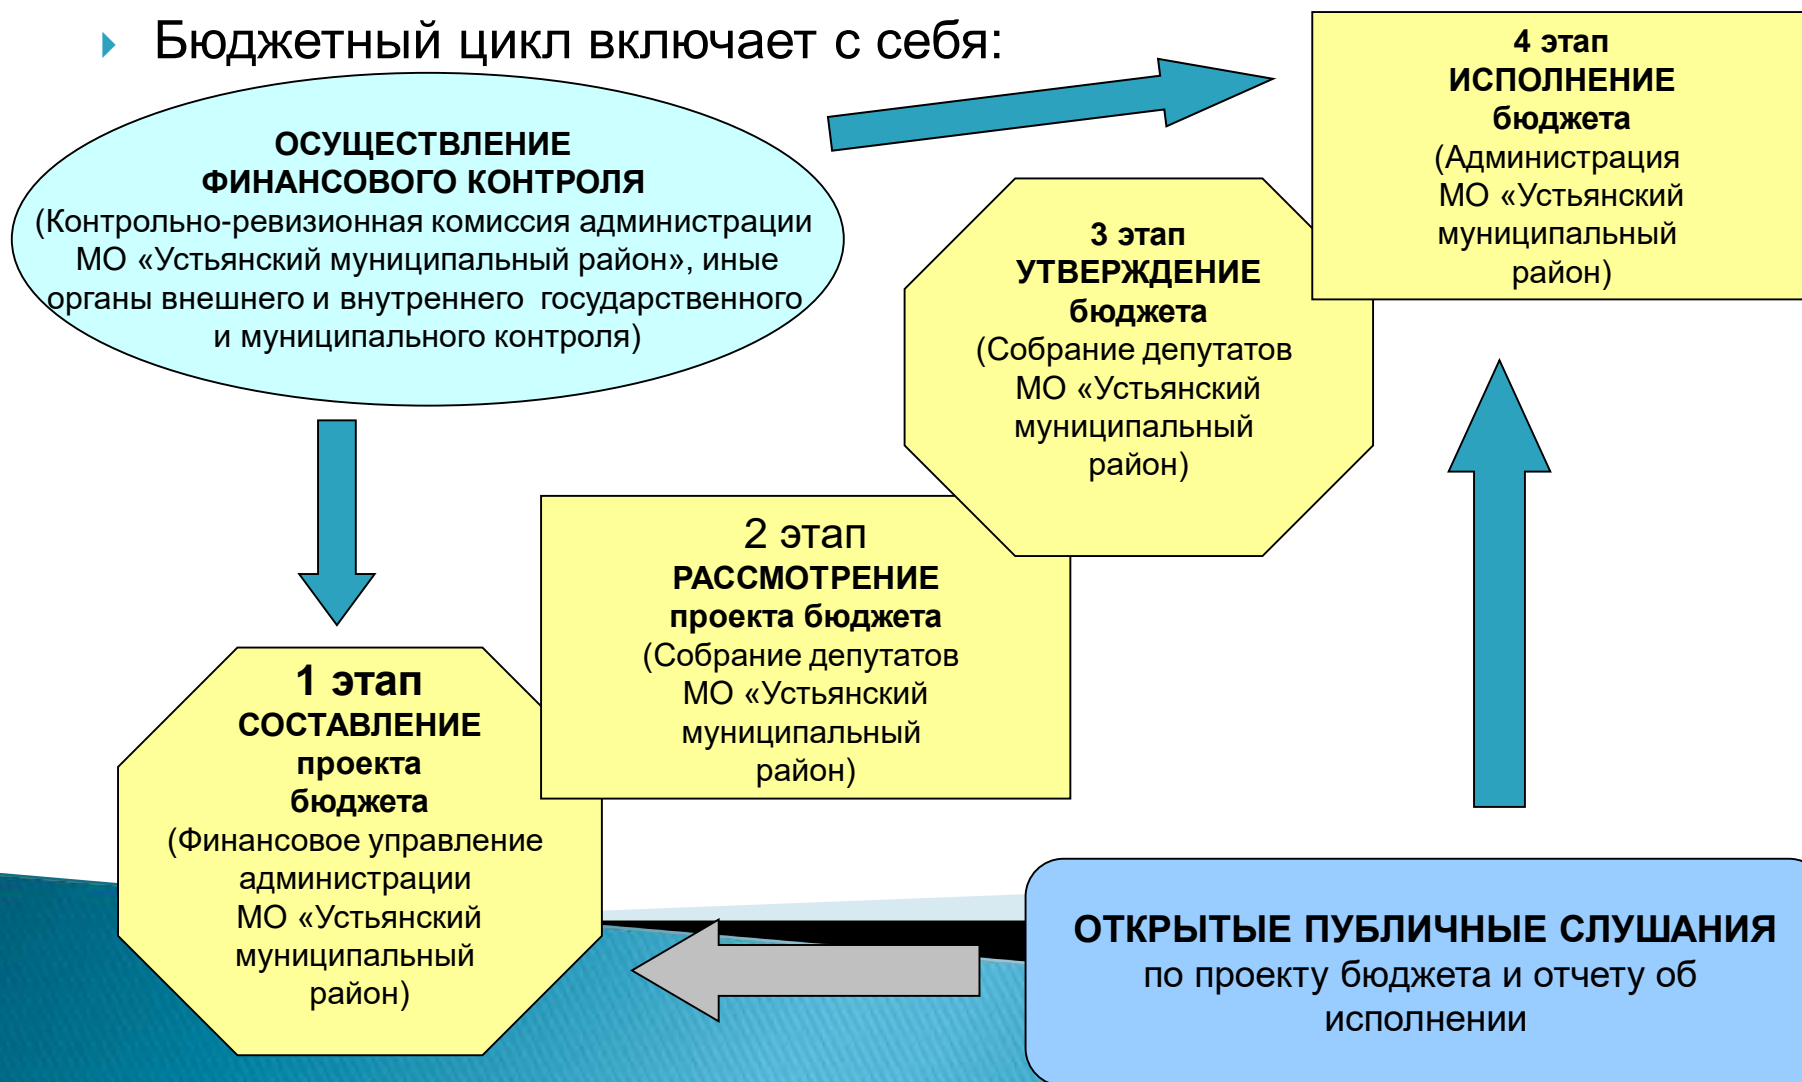 Бюджетный цикл включает с себя:
ОСУЩЕСТВЛЕНИЕ
ФИНАНСОВОГО КОНТРОЛЯ
(Контрольно-ревизионная комиссия администрации
МО «Устьянский муниципальный район», иные
органы внешнего и внутреннего государственного
и муниципального контроля)
1 этап
СОСТАВЛЕНИЕ
проекта
бюджета
(Финансовое управление
администрации
МО «Устьянский
муниципальный
район)
2 этап
РАССМОТРЕНИЕ
проекта бюджета
(Собрание депутатов
МО «Устьянский
муниципальный
район)
3 этап
УТВЕРЖДЕНИЕ
бюджета
(Собрание депутатов
МО «Устьянский
муниципальный
район)
4 этап
ИСПОЛНЕНИЕ
бюджета
(Администрация
МО «Устьянский
муниципальный
район)
ОТКРЫТЫЕ ПУБЛИЧНЫЕ СЛУШАНИЯ
по проекту бюджета и отчету об
исполнении